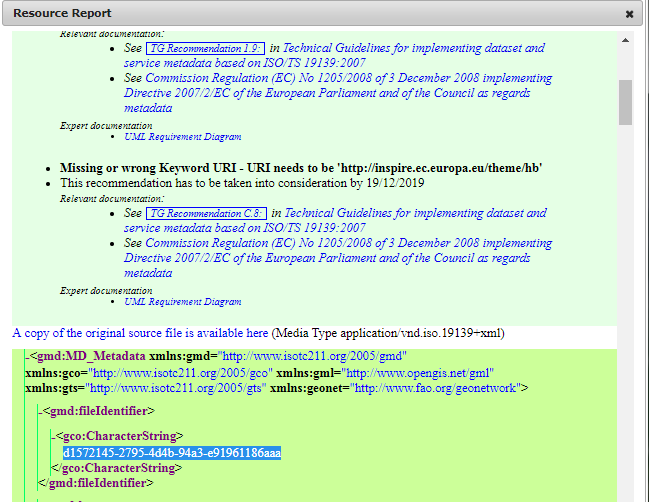 Resource Report
Relevant documentation:
See TG Recommendation 1.9: in Technical Guidelines for implementing dataset and
service metadata based on ISO/TS 19139:2007
See Commission Regulation (EC) No 1205/2008 of 3 December 2008 implementing
Directive 2007/2/EC of the European Parliament and of the Council as regards
metadata
Expert documentation
UML Requirement Diagram
Missing or wrong Keyword URI - URI needs to be 'http://inspire.ec.europa.eu/theme/hb'
This recommendation has to be taken into consideration by 19/12/2019
Relevant documentation:
See TG Recommendation C.8: in Technical Guidelines for implementing dataset and
service metadata based on ISO/TS 19139:2007
See Commission Regulation (EC) No 1205/2008 of 3 December 2008 implementing
Directive 2007/2/EC of the European Parliament and of the Council as regards
metadata
Expert documentation
UML Requirement Diagram
A copy of the original source file is available here (Media Type application/vnd.iso.19139+xml)
-<gmd:MD_Metadata xmlns:gmd="http://www.isotc211.org/2005/gmd"
xmlns:gco="http://www.isotc211.org/2005/gco" xmlns:gml="http://www.opengis.net/gml"
xmlns:gts="http://www.isotc211.org/2005/gts" xmlns:geonet="http://www.fao.org/geonetwork">
-<gmd:fileIdentifier>
-<gco:CharacterString>
d1572145-2795-4d4b-94a3-e91961186aaa
</gco:CharacterString>
</gmd:fileIdentifier>